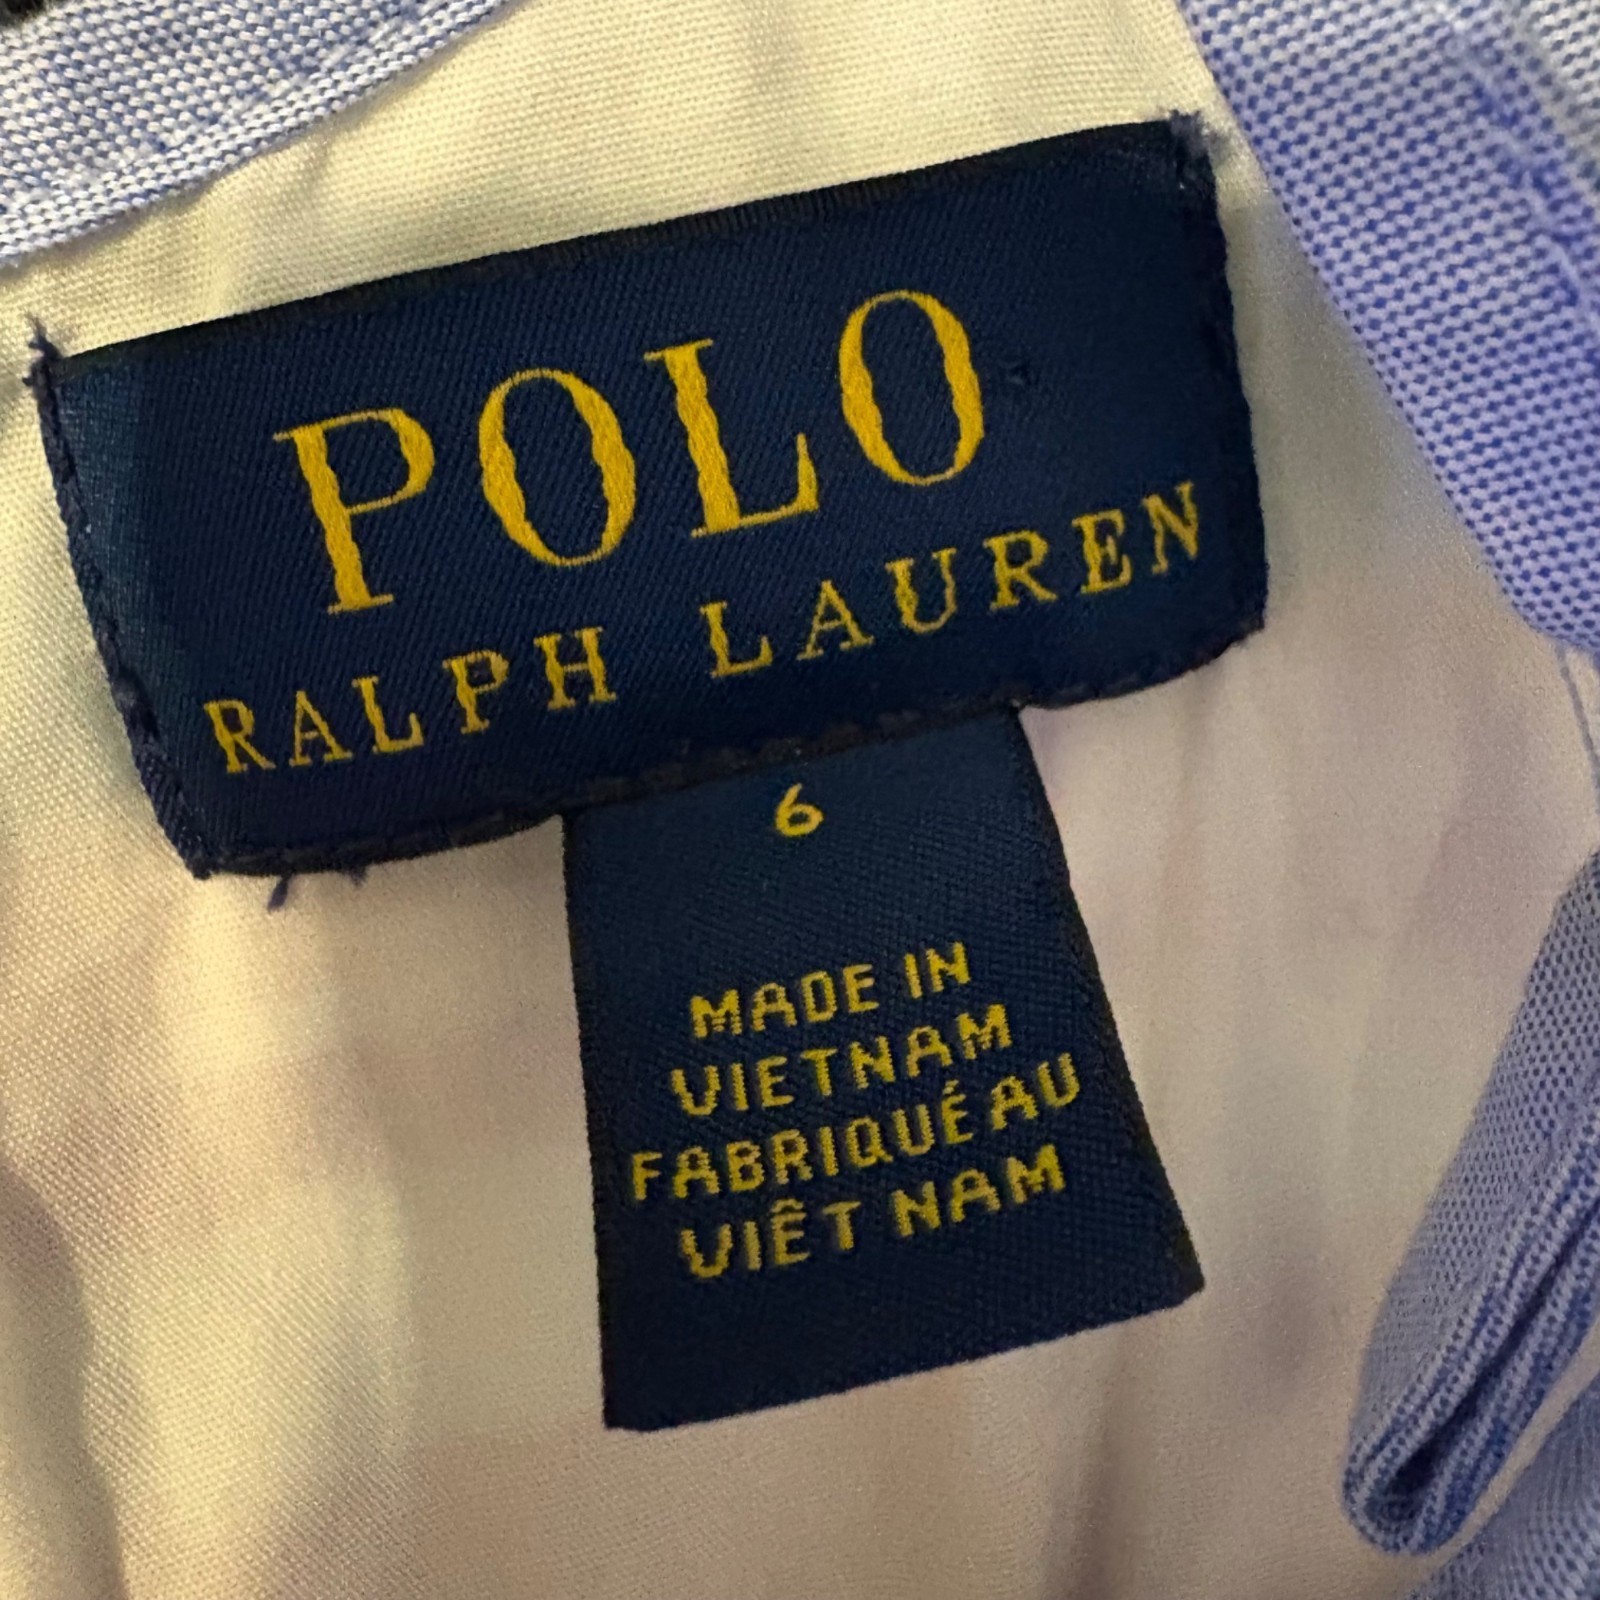 POLO
RALPH LAUREN
6
MADE IN
VIETNAM
FABRIQUÉ AU
VIÊT NAM